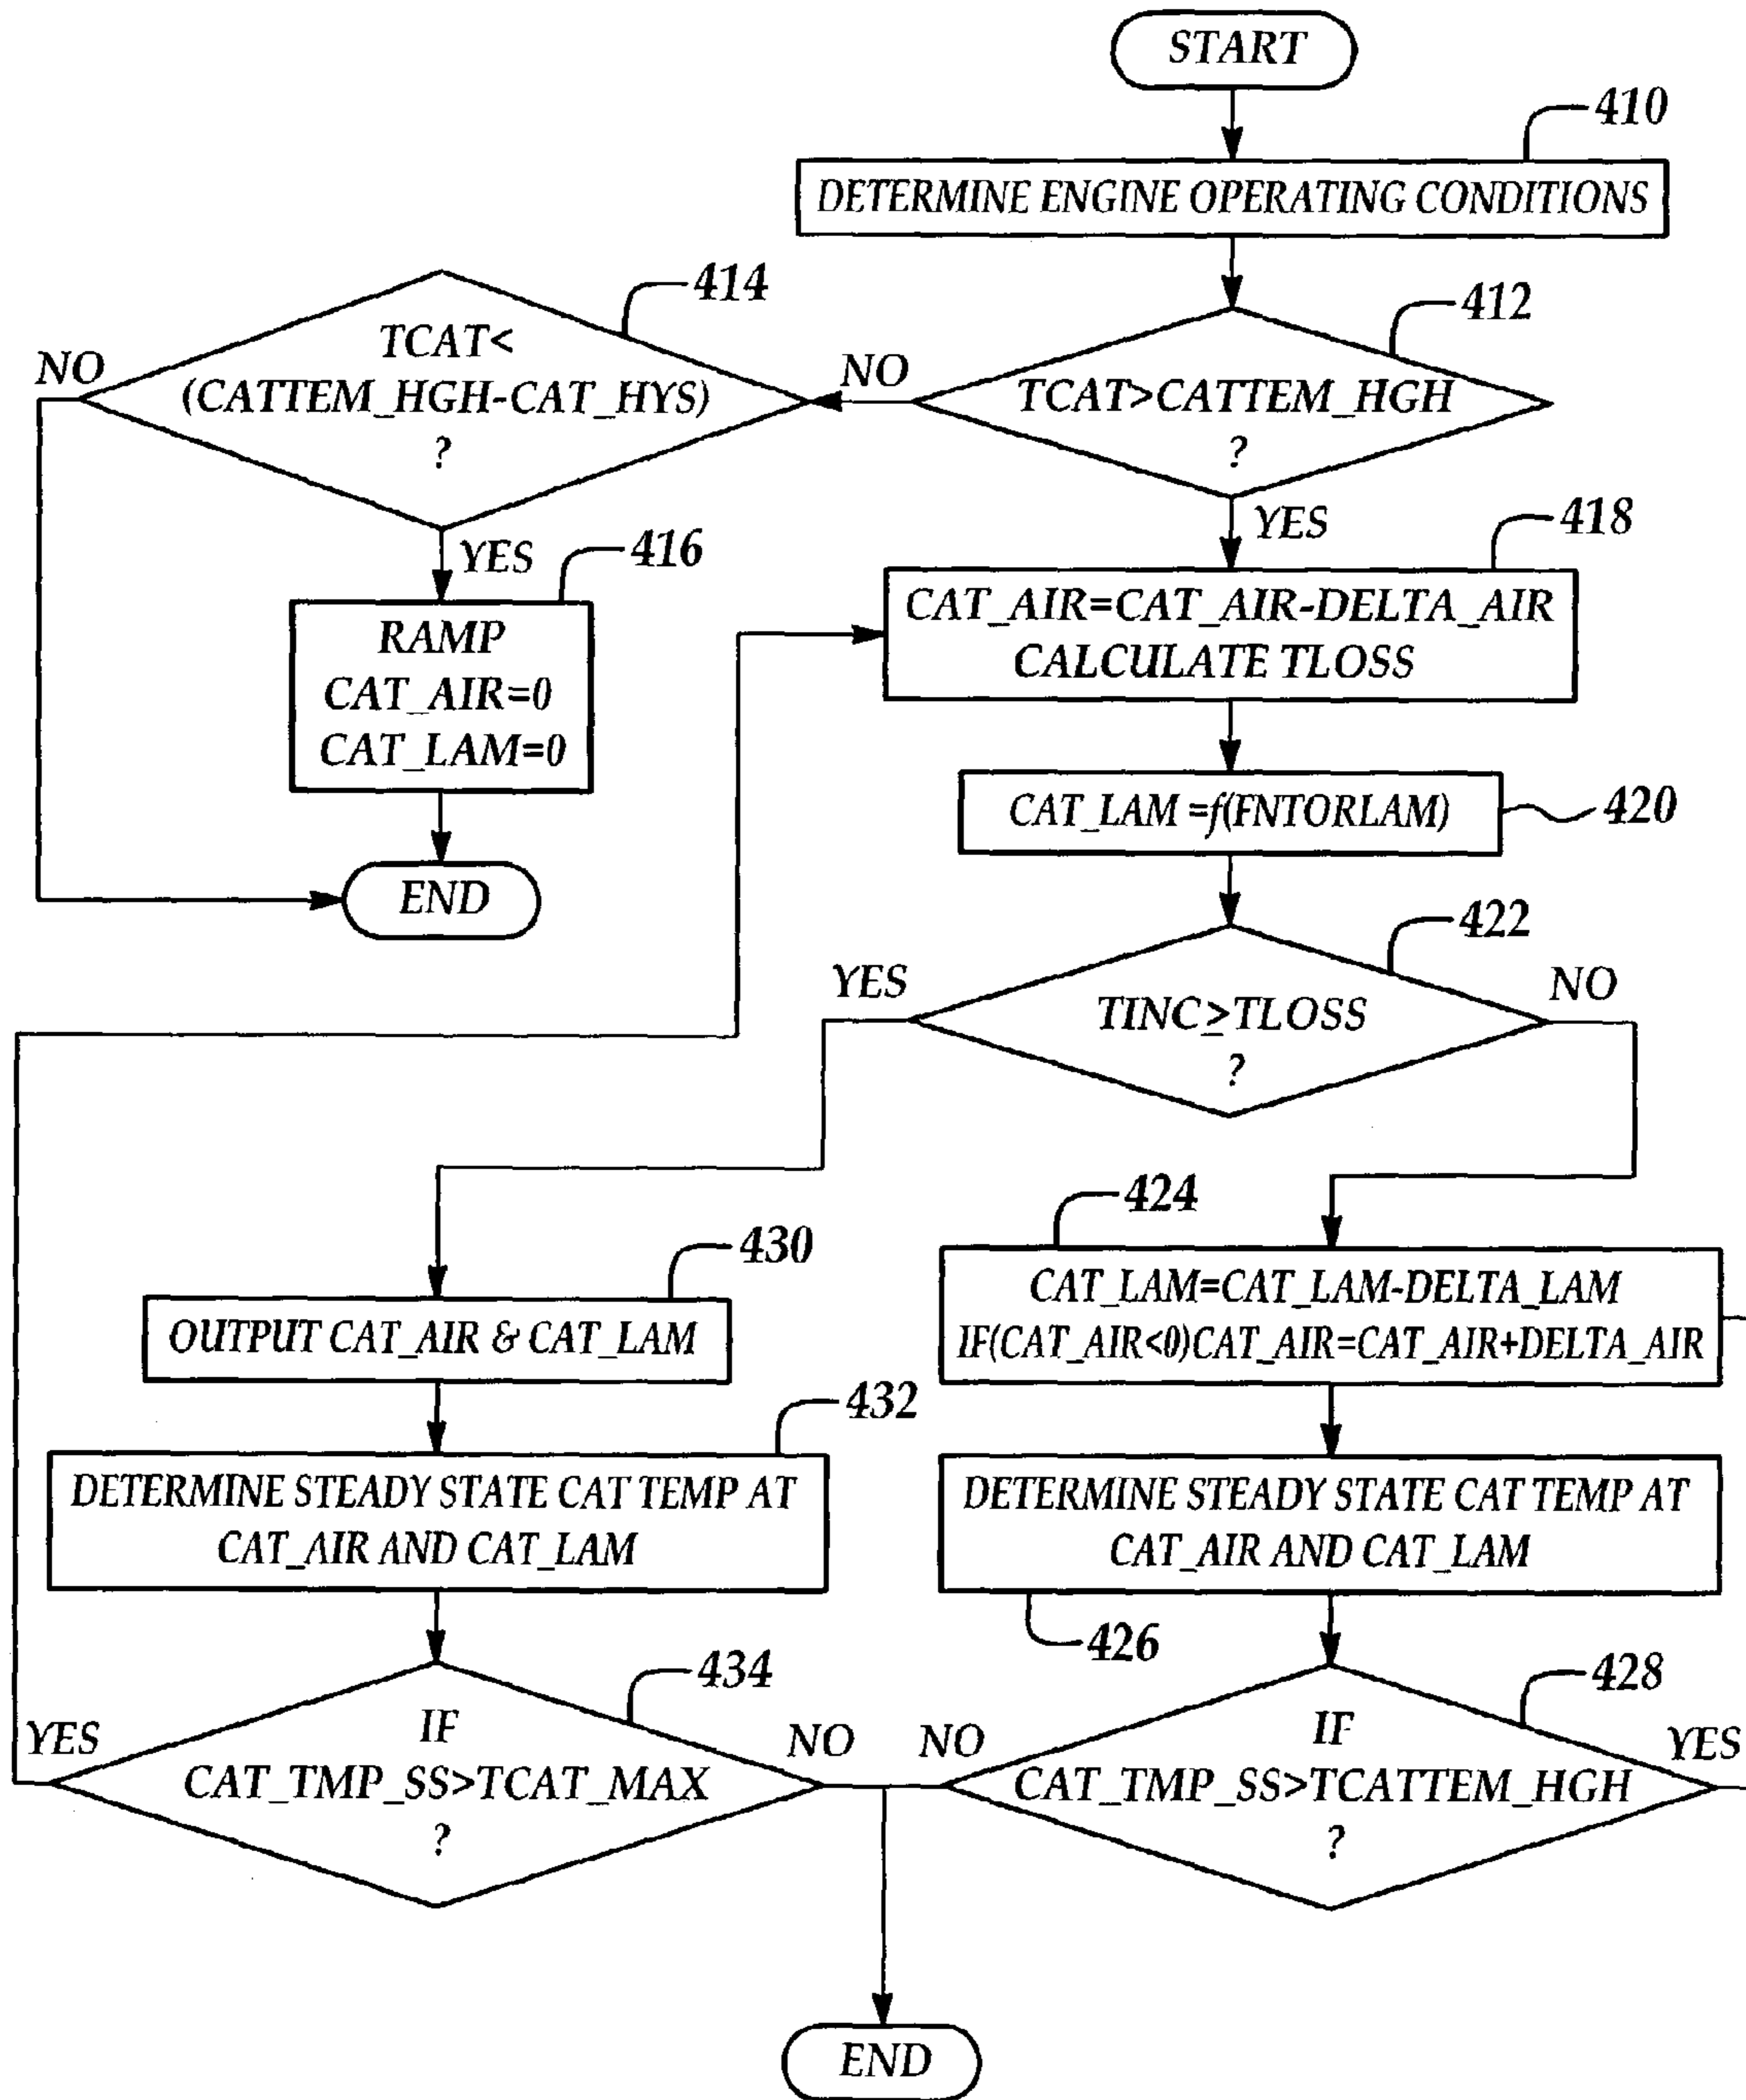 START
410
DETERMINE ENGINE OPERATING CONDITIONS
414
412
TCAT<
(CATTEM_HGH-CAT_HYS)
?
NO
NO
TCAT>CATTEM_HGH
?
YES
416
YES
418
RAMP
CAT_AIR=0
CAT_LAM=0
CAT_AIR=CAT_AIR-DELTA_AIR
CALCULATE TLOSS
CAT_LAM =f(FNTORLAM)
420
END
422
YES
NO
TINC≥TLOSS
?
424
430
CAT_LAM=CAT_LAM-DELTA_LAM
IF(CAT_AIR<0)CAT_AIR=CAT_AIR+DELTA_AIR
OUTPUT CAT_AIR & CAT_LAM
432
DETERMINE STEADY STATE CAT TEMP AT
CAT_AIR AND CAT_LAM
DETERMINE STEADY STATE CAT TEMP AT
CAT_AIR AND CAT_LAM
426
434
428
YES
IF
CAT_TMP_SS>TCAT_MAX
?
NO
NO
IF
CAT_TMP_SS>TCATTEM_HGH
?
YES
END